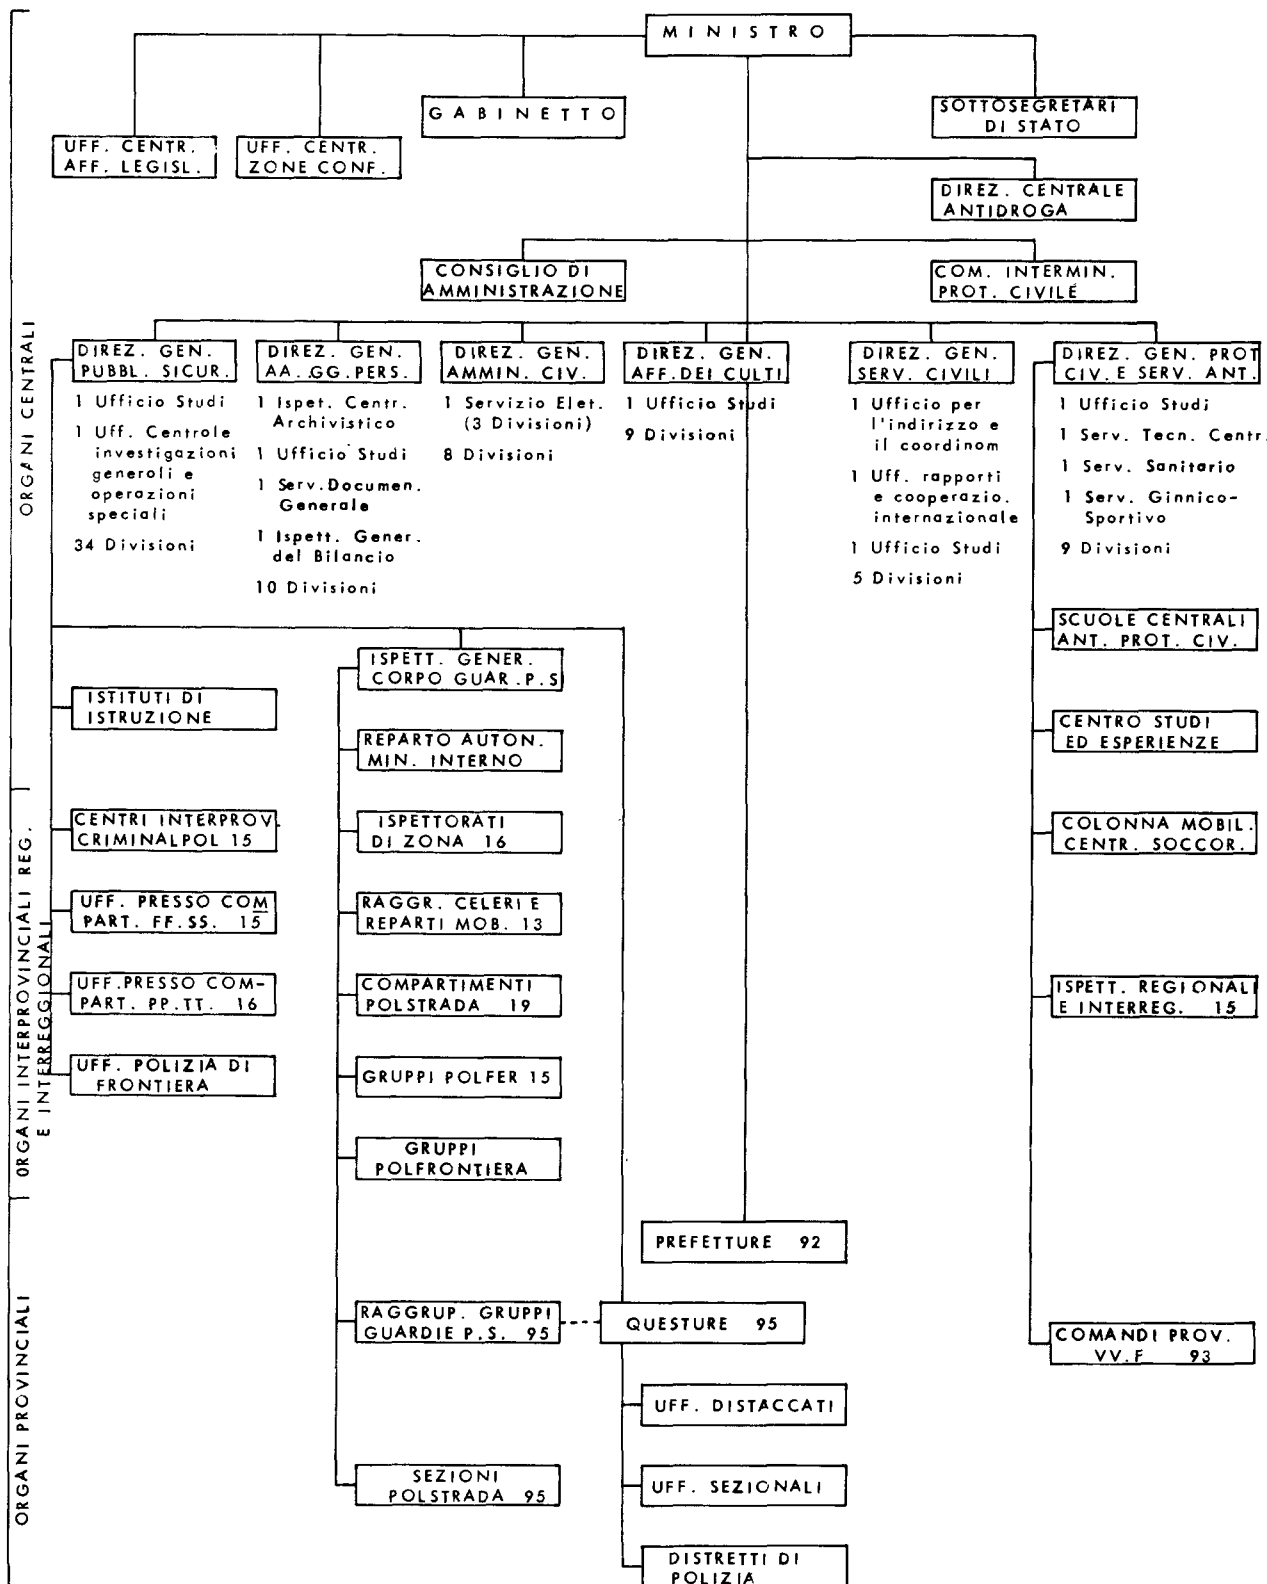 MINISTRO
GABINETTO
SOTTOSEGRETARI
DI STATO
UFF. CENTR.
AFF. LEGISL.
UFF. CENTR.
ZONE CONF.
DIREZ. CENTRALE
ANTIDROGA
CONSIGLIO DI
AMMINISTRAZIONE
COM. INTERMIN.
PROT. CIVILE
ORGANI CENTRALI
DIREZ. GEN.
PUBBL. SICUR.
1 Ufficio Studi
1 Uff. Centrole
investigazioni
generoli e
operazioni
speciali
34 Divisioni
DIREZ. GEN.
AA. GG. PERS.
1 Ispet. Centr.
Archivistico
1 Ufficio Studi
1 Serv. Documen.
Generale
1 Ispett. Gener.
del Bilancio
10 Divisioni
DIREZ. GEN.
AMMIN. CIV.
1 Servizio Elet.
(3 Divisioni)
8 Divisioni
DIREZ. GEN.
AFF. DEI CULTI
1 Ufficio Studi
9 Divisioni
DIREZ. GEN.
SERV. CIVILI
1 Ufficio per
l'indirizzo e
il coordinom
1 Uff. rapporti
e cooperazio.
internazionale
1 Ufficio Studi
5 Divisioni
DIREZ. GEN. PROT
CIV. E SERV. ANT.
1 Ufficio Studi
1 Serv. Tecn. Centr.
1 Serv. Sanitario
1 Serv. Ginnico-
Sportivo
9 Divisioni
ISTITUTI DI
ISTRUZIONE
ISPETT. GENER.
CORPO GUAR. P.S
REPARTO AUTON.
MIN. INTERNO
SCUOLE CENTRALI
ANT. PROT. CIV.
CENTRO STUDI
ED ESPERIENZE
COLONNA MOBIL.
CENTR. SOCCOR.
ORGANI INTERPROVINCIALI REG.
E INTERREGIONALI
CENTRI INTERPROV.
CRIMINALPOL 15
UFF. PRESSO COM
PART. FF. SS. 15
UFF. PRESSO COM-
PART. PP. TT. 16
UFF. POLIZIA DI
FRONTIERA
ISPETTORATI
DI ZONA 16
RAGGR. CELERI E
REPARTI MOB. 13
COMPARTIMENTI
POLSTRADA 19
GRUPPI POLFER 15
GRUPPI
POLFRONTIERA
ISPETT. REGIONALI
E INTERREG. 15
ORGANI PROVINCIALI
PREFETTURE 92
RAGGRUP. GRUPPI
GUARDIE P.S. 95
QUESTURE 95
COMANDI PROV.
VV. F 93
UFF. DISTACCATI
SEZIONI
POLSTRADA 95
UFF. SEZIONALI
DISTRETTI DI
POLIZIA